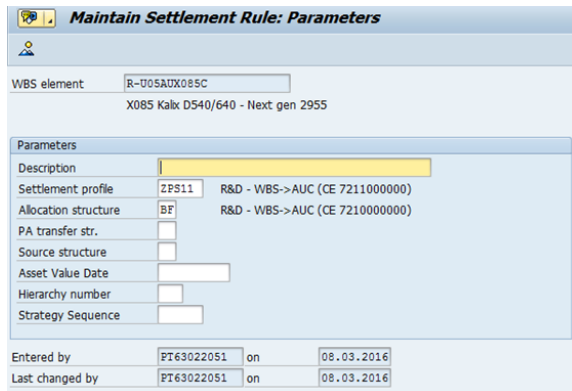 Maintain Settlement Rule: Parameters
WBS element R-U05AUX085C
X085 Kalix D540/640 - Next gen 2955
Parameters
Description
Settlement profile ZPS11 R&D - WBS->AUC (CE 7211000000)
Allocation structure BF R&D - WBS->AUC (CE 7210000000)
PA transfer str.
Source structure
Asset Value Date
Hierarchy number
Strategy Sequence
Entered by PT63022051 on 08.03.2016
Last changed by PT63022051 on 08.03.2016